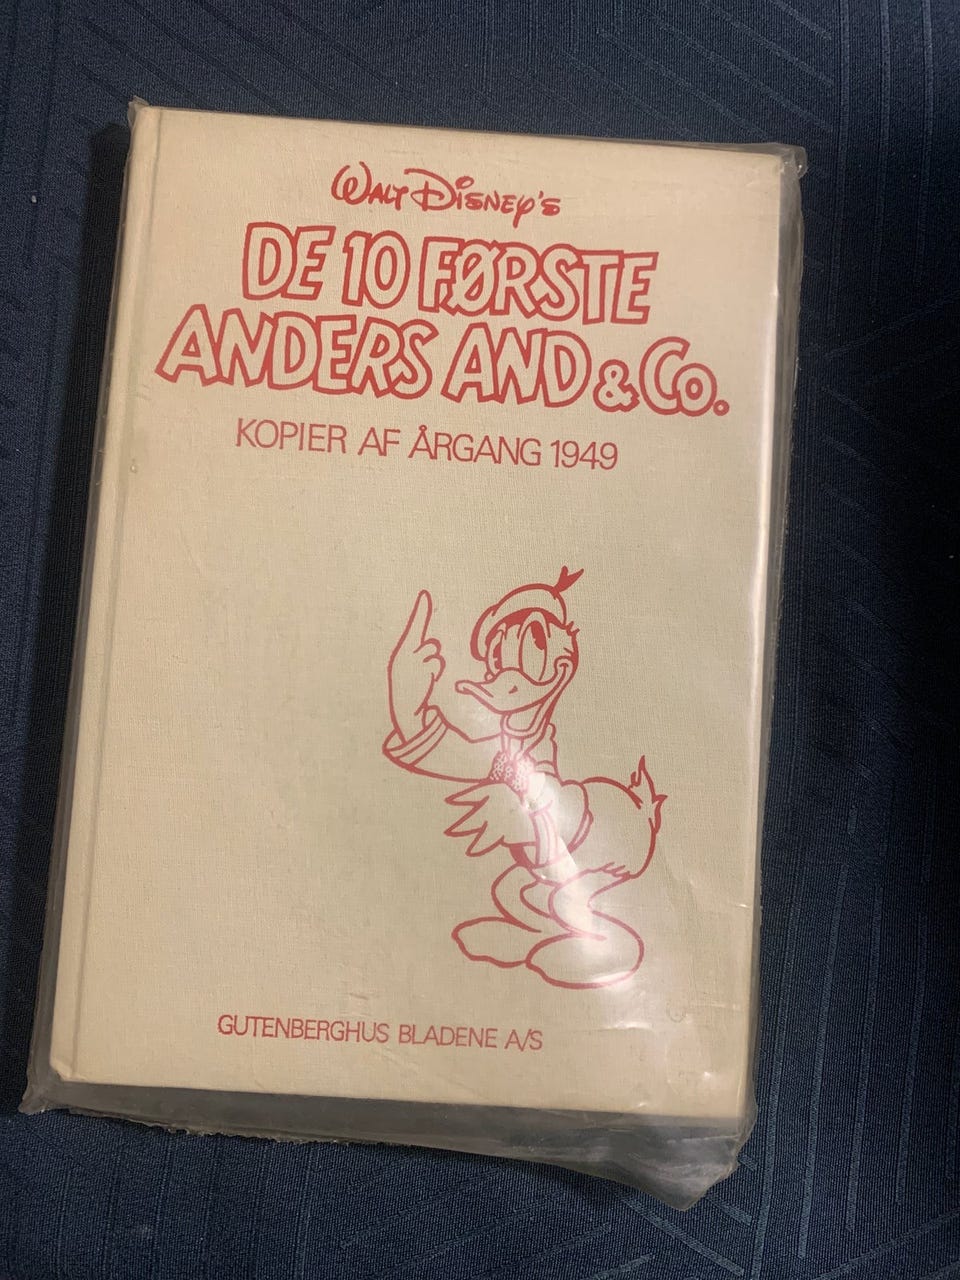 WALT DISNEY'S
DE 10 FØRSTE
ANDERS AND & CO.
KOPIER AF ÅRGANG 1949
GUTENBERGHUS BLADENE A/S